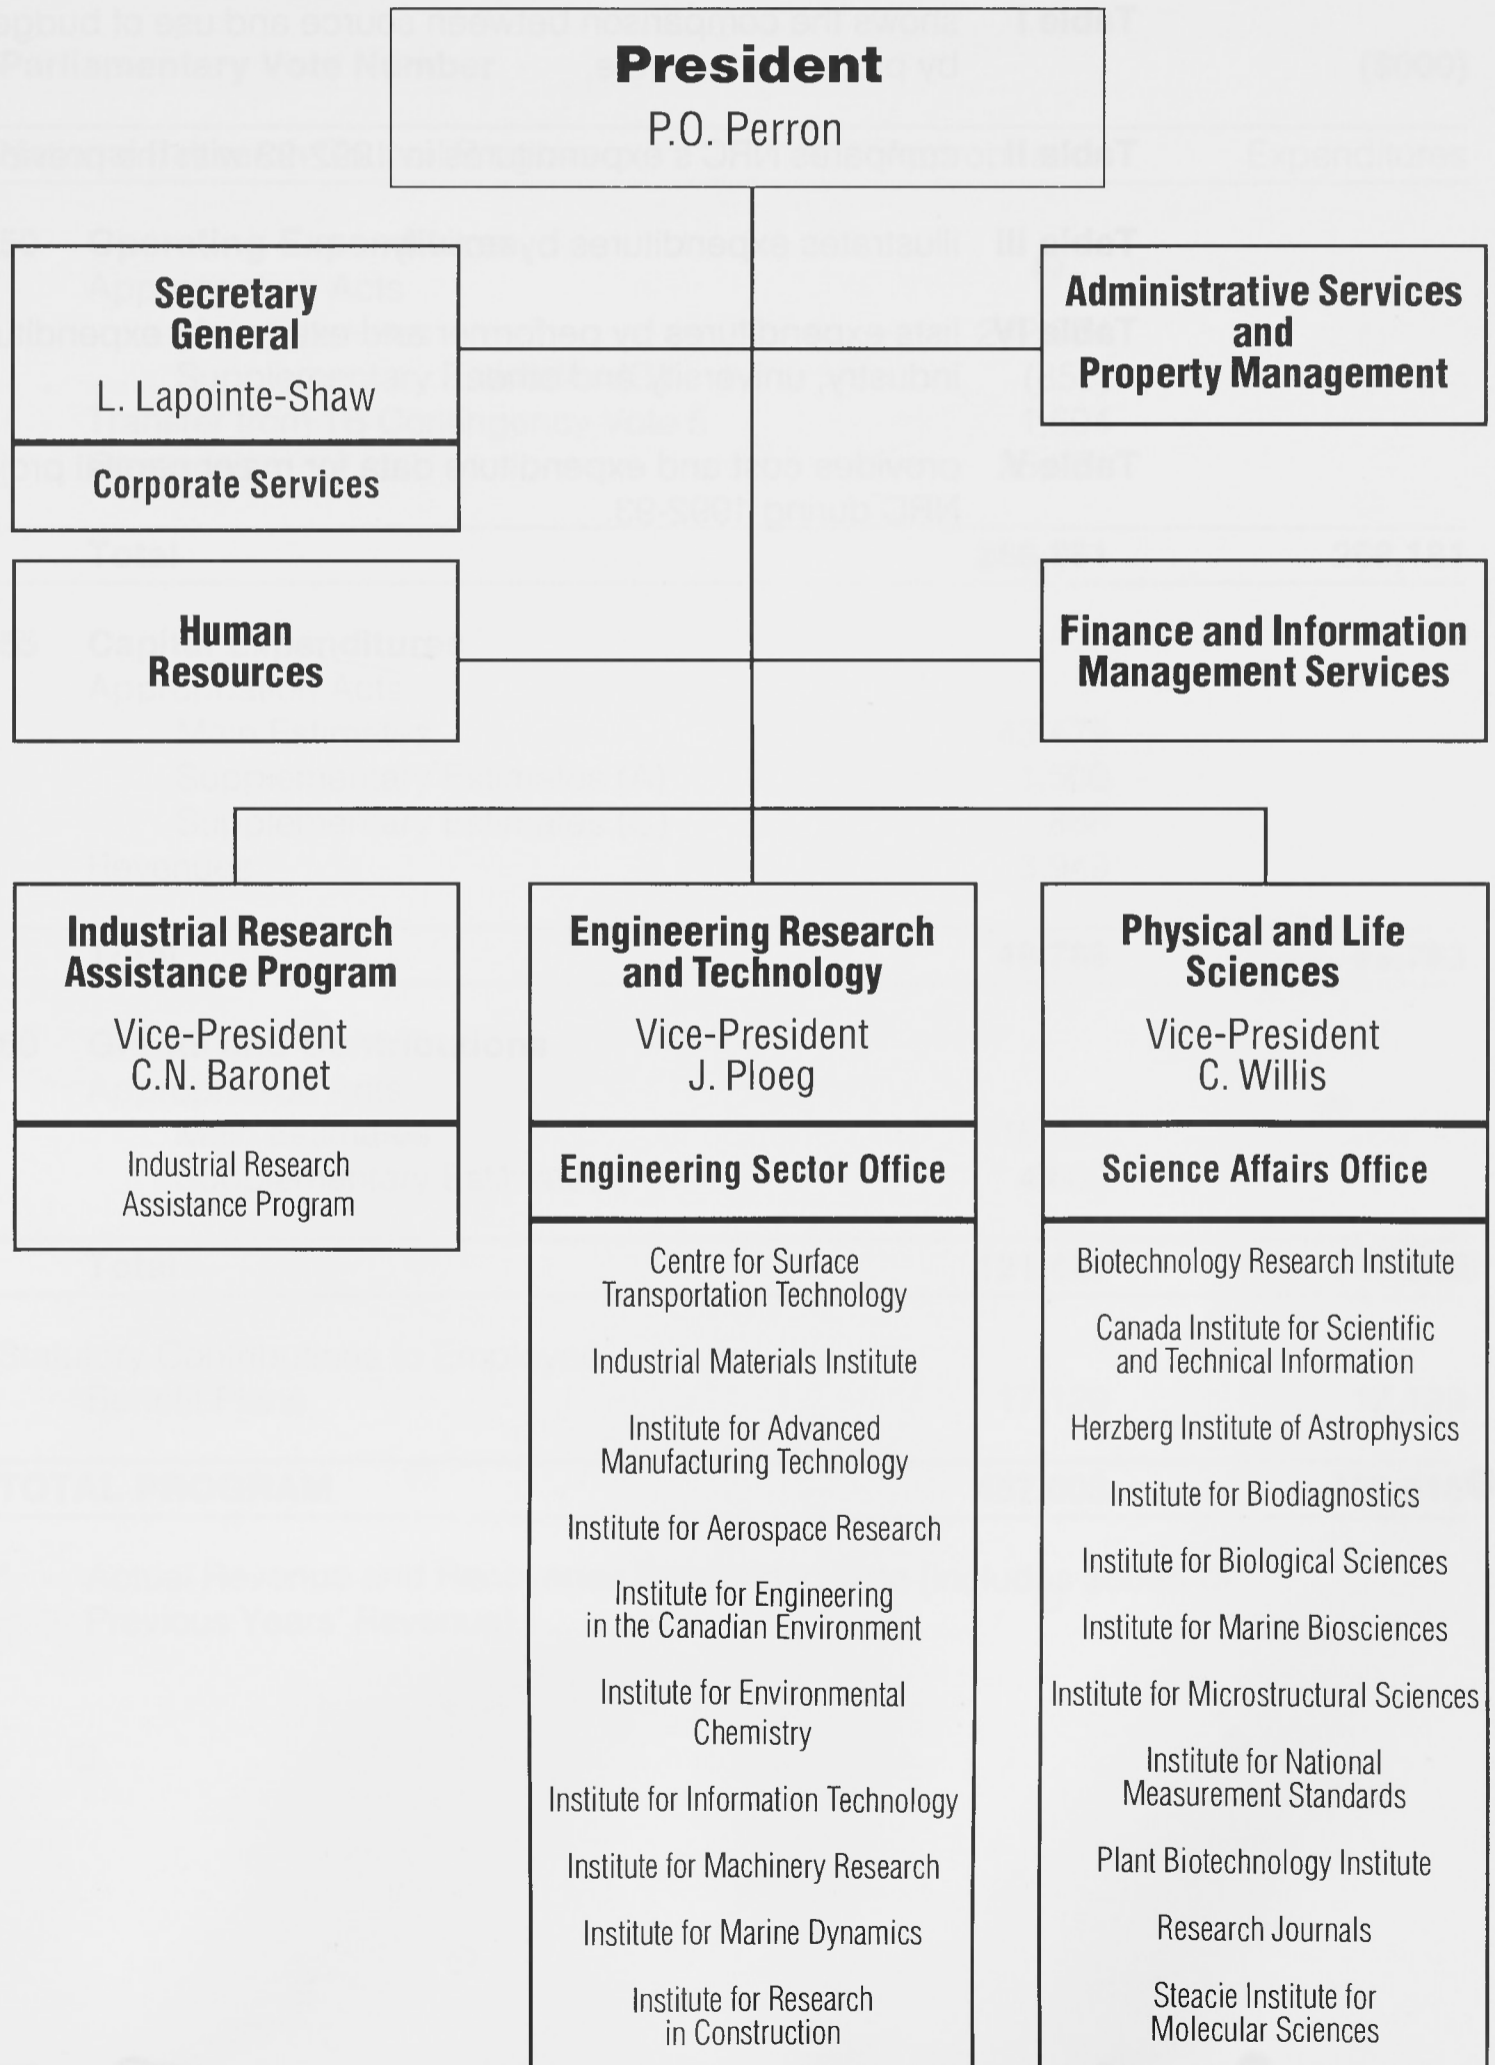 President
P.O. Perron
Secretary
General
L. Lapointe-Shaw
Corporate Services
Administrative Services
and
Property Management
Human
Resources
Finance and Information
Management Services
Industrial Research
Assistance Program
Vice-President
C.N. Baronet
Industrial Research
Assistance Program
Engineering Research
and Technology
Vice-President
J. Ploeg
Engineering Sector Office
Centre for Surface
Transportation Technology
Industrial Materials Institute
Institute for Advanced
Manufacturing Technology
Institute for Aerospace Research
Institute for Engineering
in the Canadian Environment
Institute for Environmental
Chemistry
Institute for Information Technology
Institute for Machinery Research
Institute for Marine Dynamics
Institute for Research
in Construction
Physical and Life
Sciences
Vice-President
C. Willis
Science Affairs Office
Biotechnology Research Institute
Canada Institute for Scientific
and Technical Information
Herzberg Institute of Astrophysics
Institute for Biodiagnostics
Institute for Biological Sciences
Institute for Marine Biosciences
Institute for Microstructural Sciences
Institute for National
Measurement Standards
Plant Biotechnology Institute
Research Journals
Steacie Institute for
Molecular Sciences